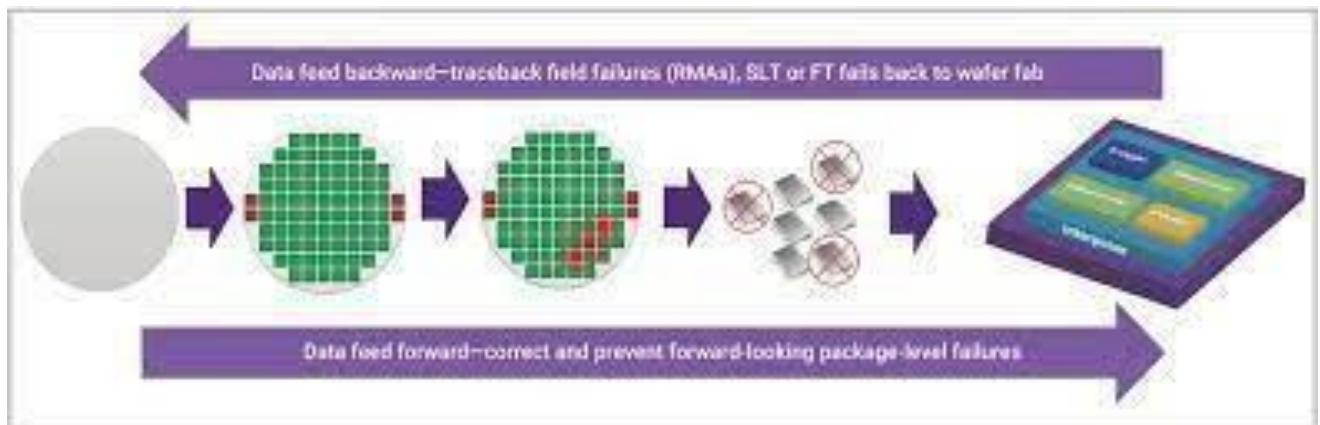 Data feed backward—traceback field failures (RMAs), SLT or FT fails back to wafer fab
Interposer
Data feed forward—correct and prevent forward-looking package-level failures